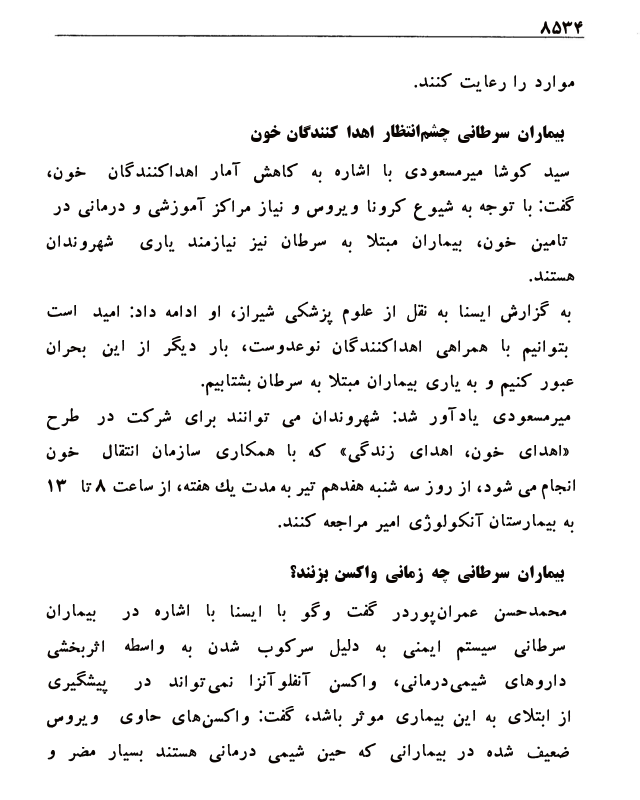 ۸۵۳۴
موارد را رعایت کنند.
بیماران سرطانی چشم‌انتظار اهدا کنندگان خون
سید کوشا میرمسعودی با اشاره به کاهش آمار اهداکنندگان خون،
گفت: با توجه به شیوع کرونا ویروس و نیاز مراکز آموزشی و درمانی در
تامین خون، بیماران مبتلا به سرطان نیز نیازمند یاری شهروندان
هستند.
به گزارش ایسنا به نقل از علوم پزشکی شیراز، او ادامه داد: امید است
بتوانیم با همراهی اهداکنندگان نوعدوست، بار دیگر از این بحران
عبور کنیم و به یاری بیماران مبتلا به سرطان بشتابیم.
میرمسعودی یادآور شد: شهروندان می توانند برای شرکت در طرح
«اهدای خون، اهدای زندگی» که با همکاری سازمان انتقال خون
انجام می شود، از روز سه شنبه هفدهم تیر به مدت یك هفته، از ساعت ۸ تا ۱۳
به بیمارستان آنکولوژی امیر مراجعه کنند.
بیماران سرطانی چه زمانی واکسن بزنند؟
محمدحسن عمران‌پوردر گفت وگو با ایسنا با اشاره در بیماران
سرطانی سیستم ایمنی به دلیل سرکوب شدن به واسطه اثربخشی
داروهای شیمی‌درمانی، واکسن آنفلوآنزا نمی‌تواند در پیشگیری
از ابتلای به این بیماری موثر باشد، گفت: واکسن‌های حاوی ویروس
ضعیف شده در بیمارانی که حین شیمی درمانی هستند بسیار مضر و